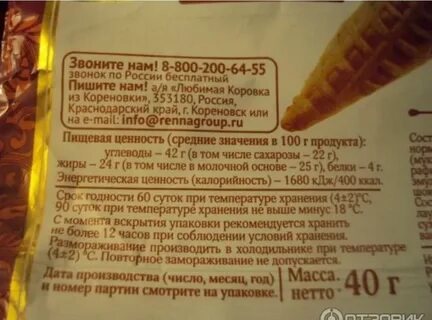 Звоните нам! 8-800-200-64-55
звонок по России бесплатный
Пишите нам! а/я «Любимая Коровка
из Кореновки», 353180, Россия,
Краснодарский край, г. Кореновск или
на e-mail: info@rennagroup.ru
Пищевая ценность (средние значения в 100 г продукта):
углеводы – 42 г (в том числе сахарозы – 22 г),
жиры – 24 г (в том числе в молочной основе – 25 г), белки – 4 г.
Энергетическая ценность (калорийность) – 1680 кДж/400 ккал.
Срок годности 60 суток при температуре хранения (4±2)°С,
90 суток при температуре хранения не выше минус 18 °С.
С момента вскрытия упаковки рекомендуется хранить
не более 12 часов при соблюдении условий хранения.
Размораживание производить в холодильнике при температуре
(4±2) °С. Повторное замораживание не допускается.
Дата производства (число, месяц, год)
и номер партии смотрите на упаковке.
Масса
нетто: 40 г